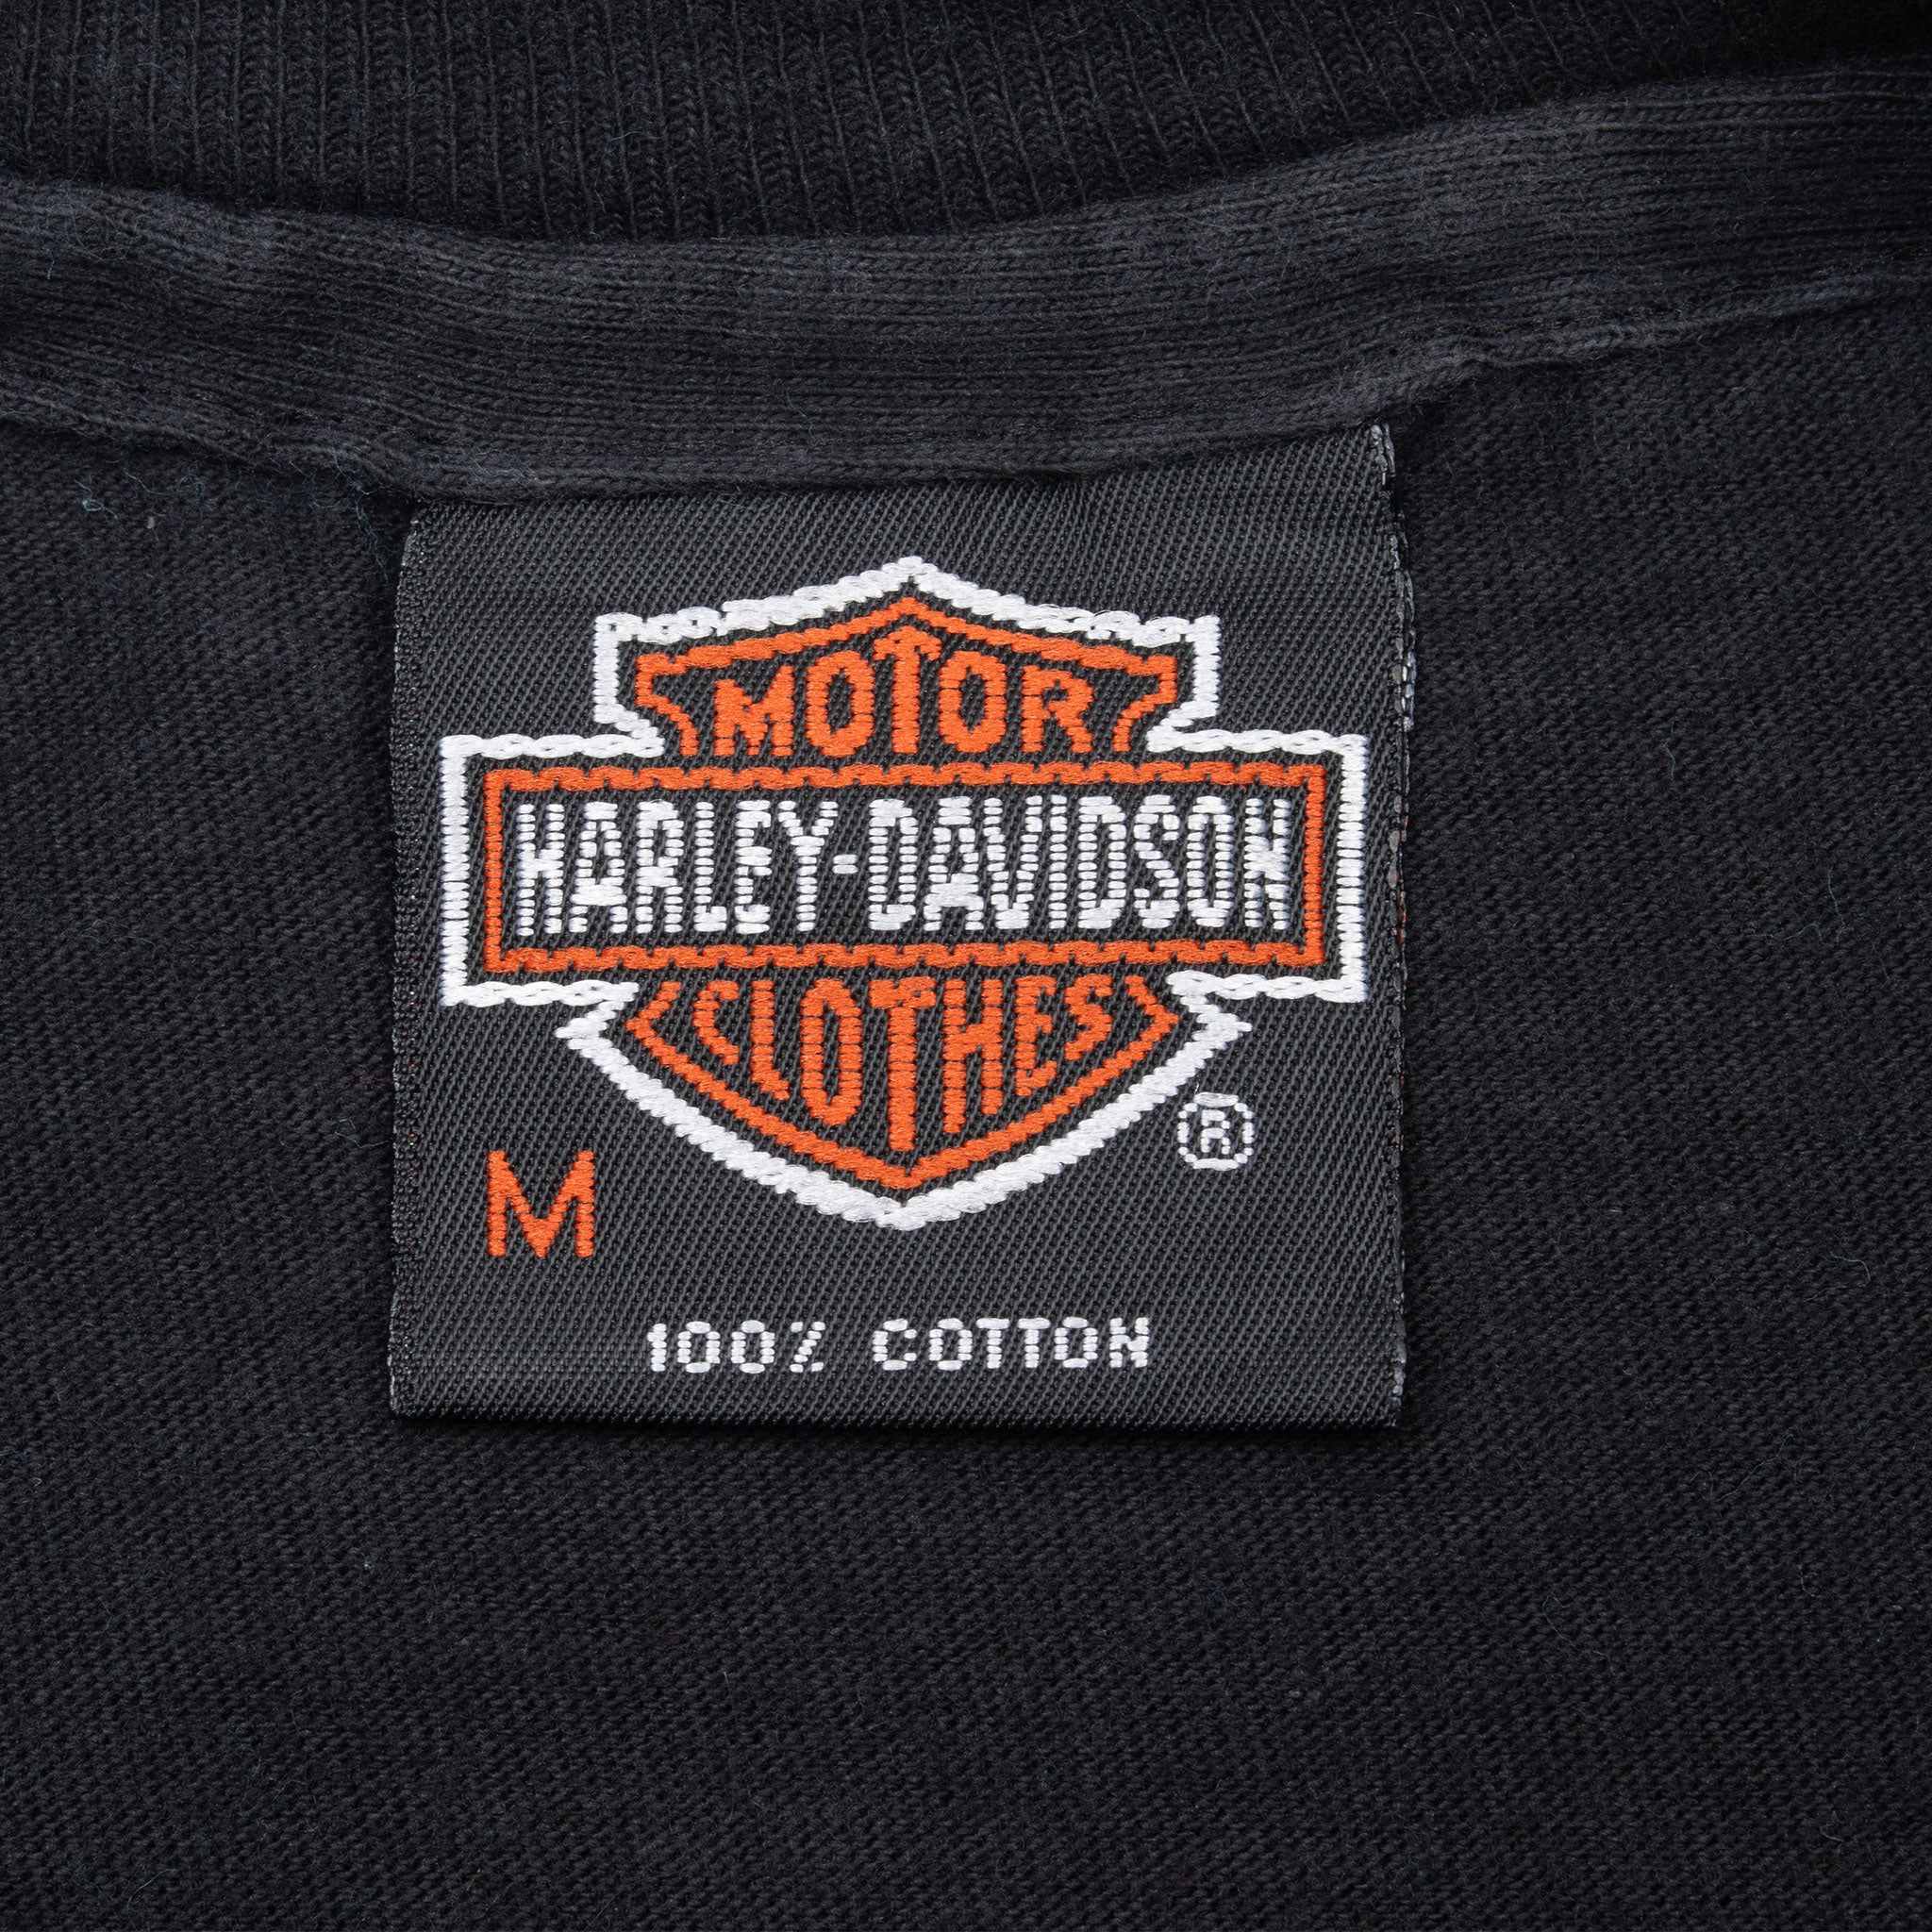 MOTOR
HARLEY-DAVIDSON
CLOTHES
®
M
100% COTTON